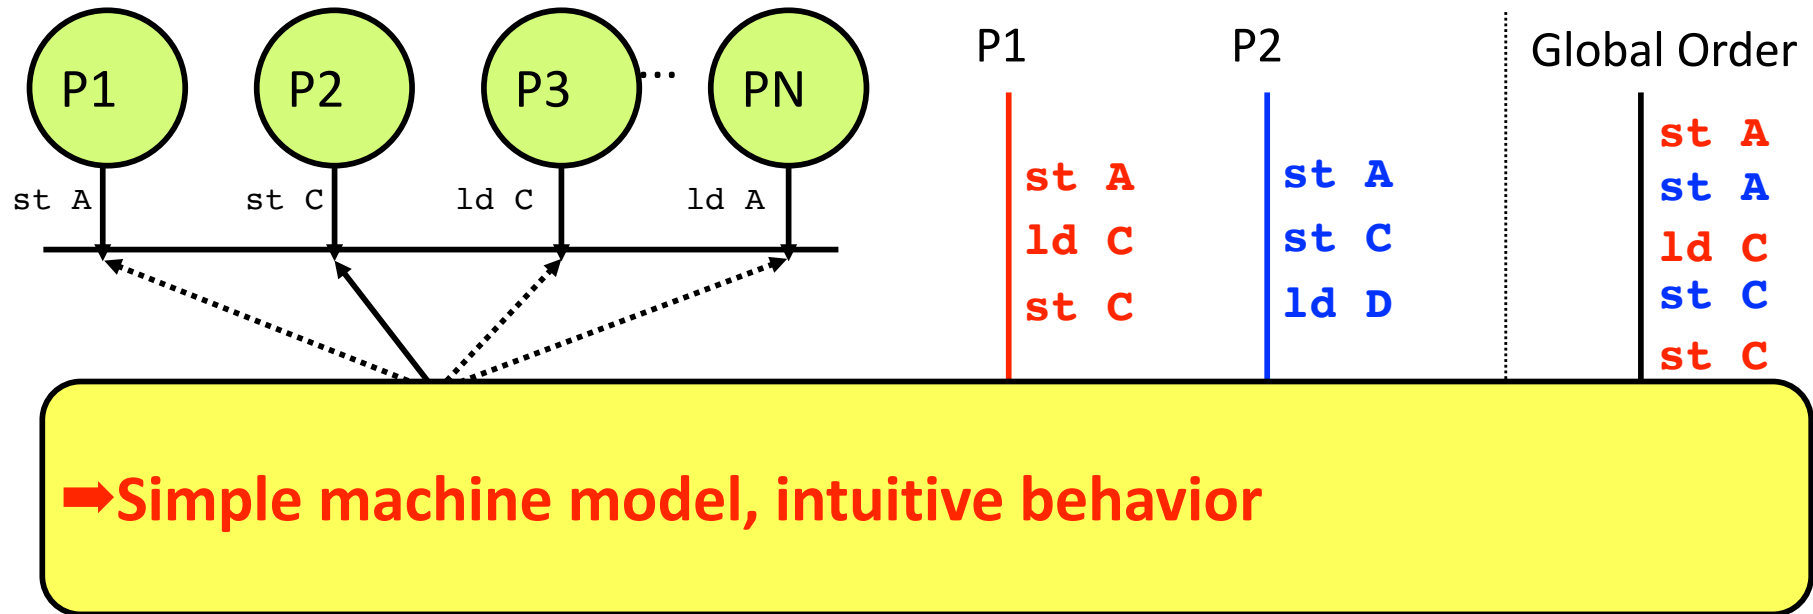 P1 P2 P3 ... PN
st A st C ld C ld A
P1 P2 Global Order
st A
ld C
st C
st A
st C
ld D
st A
st A
ld C
st C
st C
➡Simple machine model, intuitive behavior